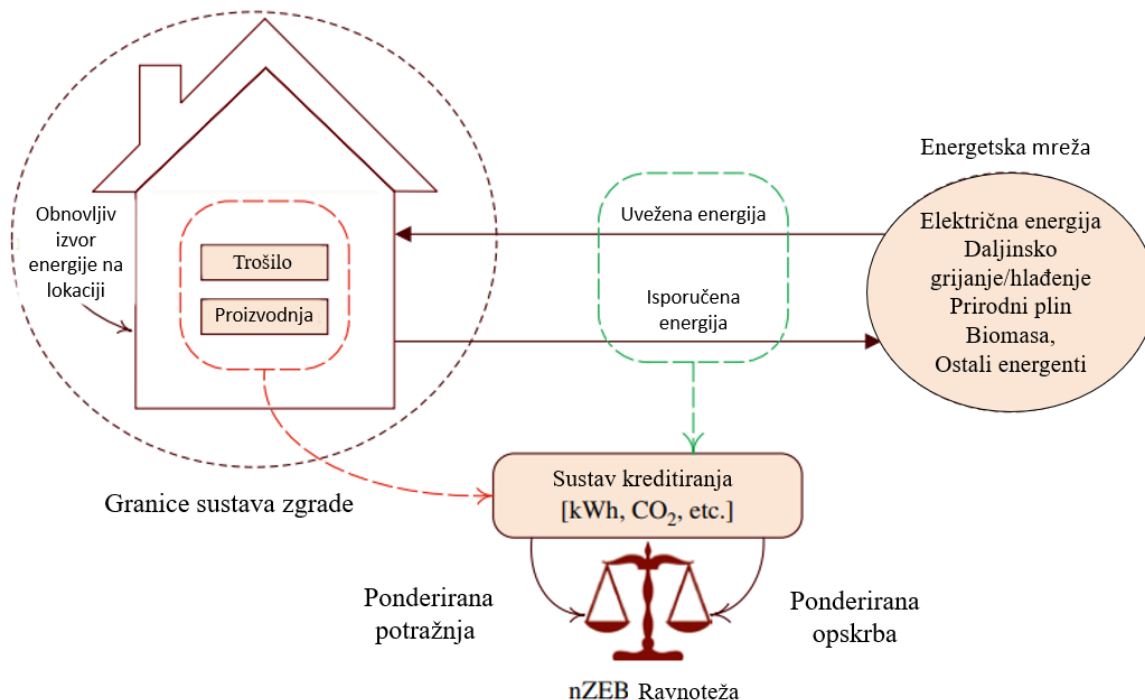 Energetska mreža
Obnovljiv
izvor
energije na
lokaciji
Trošilo
Proizvodnja
Uvežena energija
Isporučena
energija
Električna energija
Daljinsko
grijanje/hlađenje
Prirodni plin
Biomasa,
Ostali energenti
Granice sustava zgrade
Sustav kreditiranja
[kWh, CO₂, etc.]
Ponderirana
potražnja
Ponderirana
opskrba
nZEB Ravnoteža